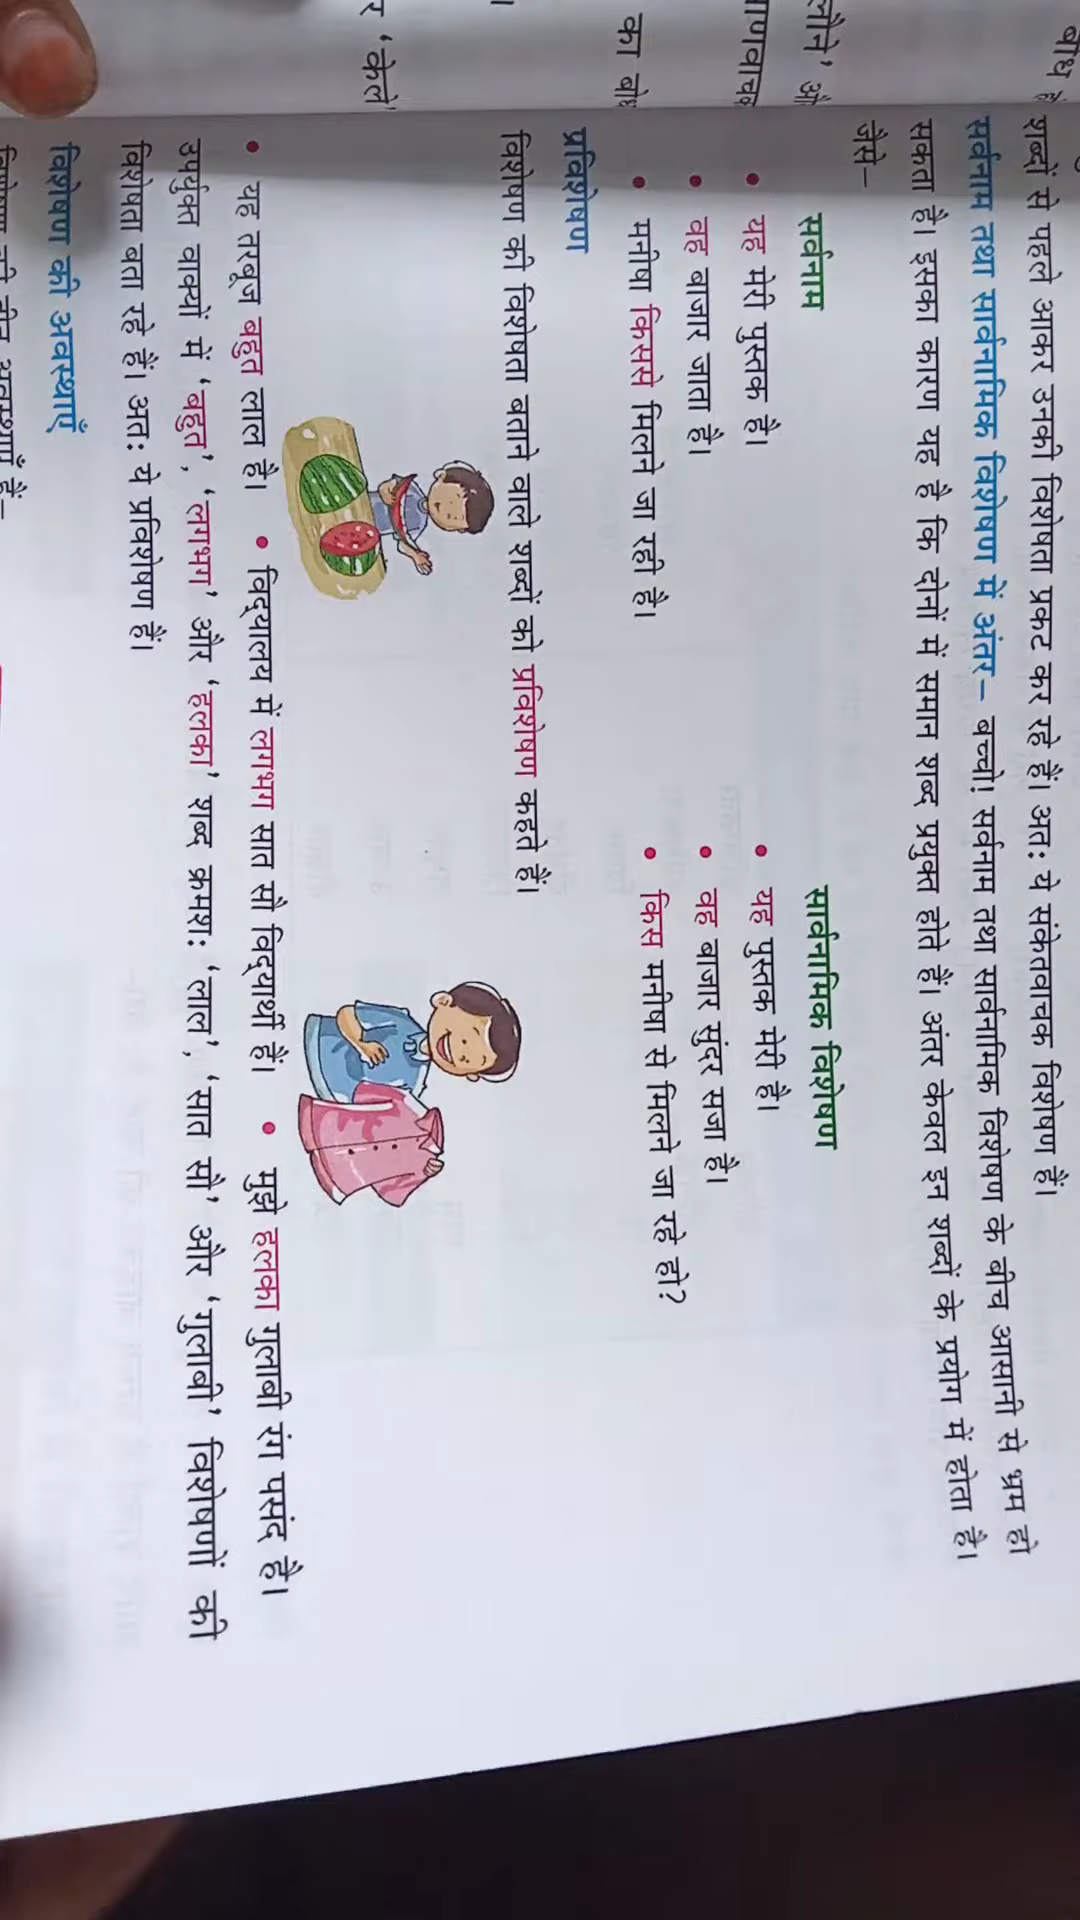 बोध है
शब्दों से पहले आकर उनकी विशेषता प्रकट कर रहे हैं। अतः ये संकेतवाचक विशेषण हैं।
सर्वनाम तथा सार्वनामिक विशेषण में अंतर– बच्चो! सर्वनाम तथा सार्वनामिक विशेषण के बीच आसानी से भ्रम हो
सकता है। इसका कारण यह है कि दोनों में समान शब्द प्रयुक्त होते हैं। अंतर केवल इन शब्दों के प्रयोग में होता है।
जैसे–
सर्वनाम सार्वनामिक विशेषण
• यह मेरी पुस्तक है। • यह पुस्तक मेरी है।
• वह बाजार जाता है। • वह बाजार सुंदर सजा है।
• मनीषा किससे मिलने जा रही है। • किस मनीषा से मिलने जा रहे हो?
प्रविशेषण
विशेषण की विशेषता बताने वाले शब्दों को प्रविशेषण कहते हैं।
• यह तरबूज बहुत लाल है। • विद्यालय में लगभग सात सौ विद्यार्थी हैं। • मुझे हलका गुलाबी रंग पसंद है।
उपर्युक्त वाक्यों में 'बहुत', 'लगभग' और 'हलका' शब्द क्रमशः 'लाल', 'सात सौ' और 'गुलाबी' विशेषणों की
विशेषता बता रहे हैं। अतः ये प्रविशेषण हैं।
विशेषण की अवस्थाएँ
का बोध
र 'केले'